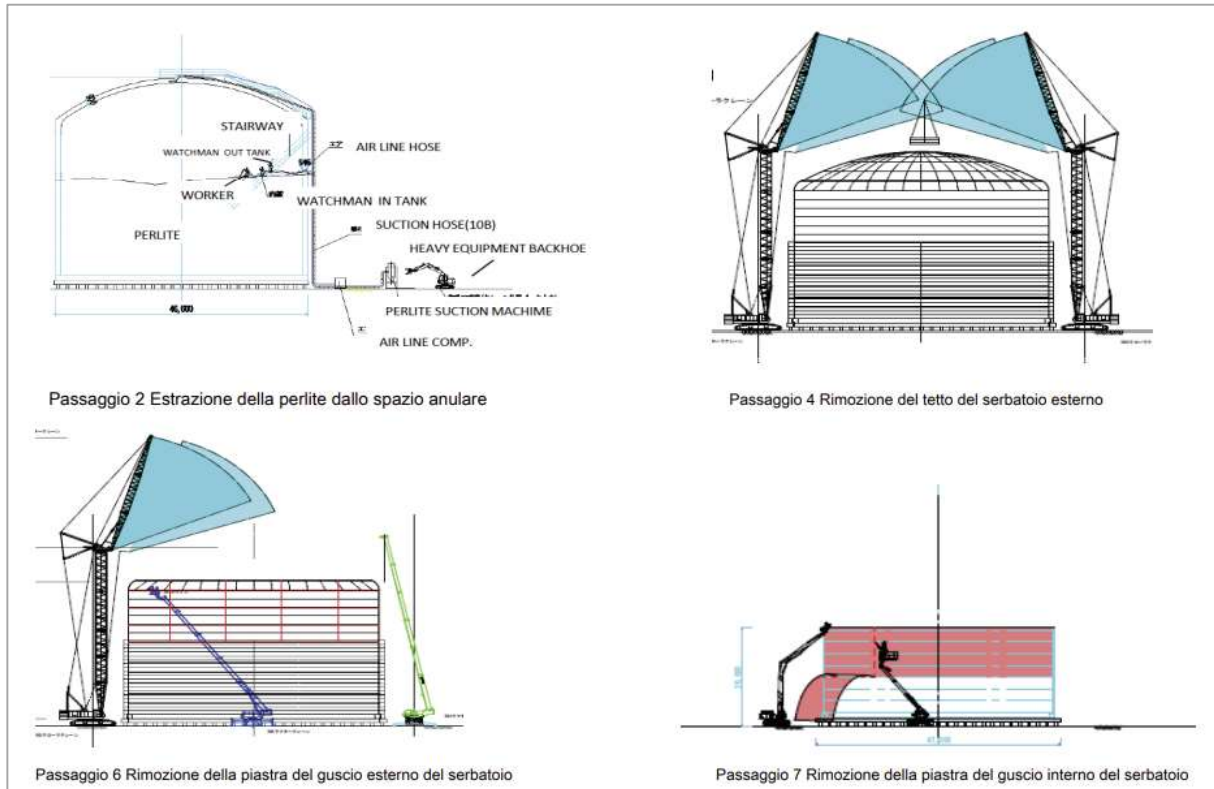 STAIRWAY
AIR LINE HOSE
WATCHMAN OUT TANK
WORKER
WATCHMAN IN TANK
PERLITE
SUCTION HOSE(10B)
HEAVY EQUIPMENT BACKHOE
PERLITE SUCTION MACHINE
AIR LINE COMP.
Passaggio 2 Estrazione della perlite dallo spazio anulare
Passaggio 4 Rimozione del tetto del serbatoio esterno
Passaggio 6 Rimozione della piastra del guscio esterno del serbatoio
Passaggio 7 Rimozione della piastra del guscio interno del serbatoio